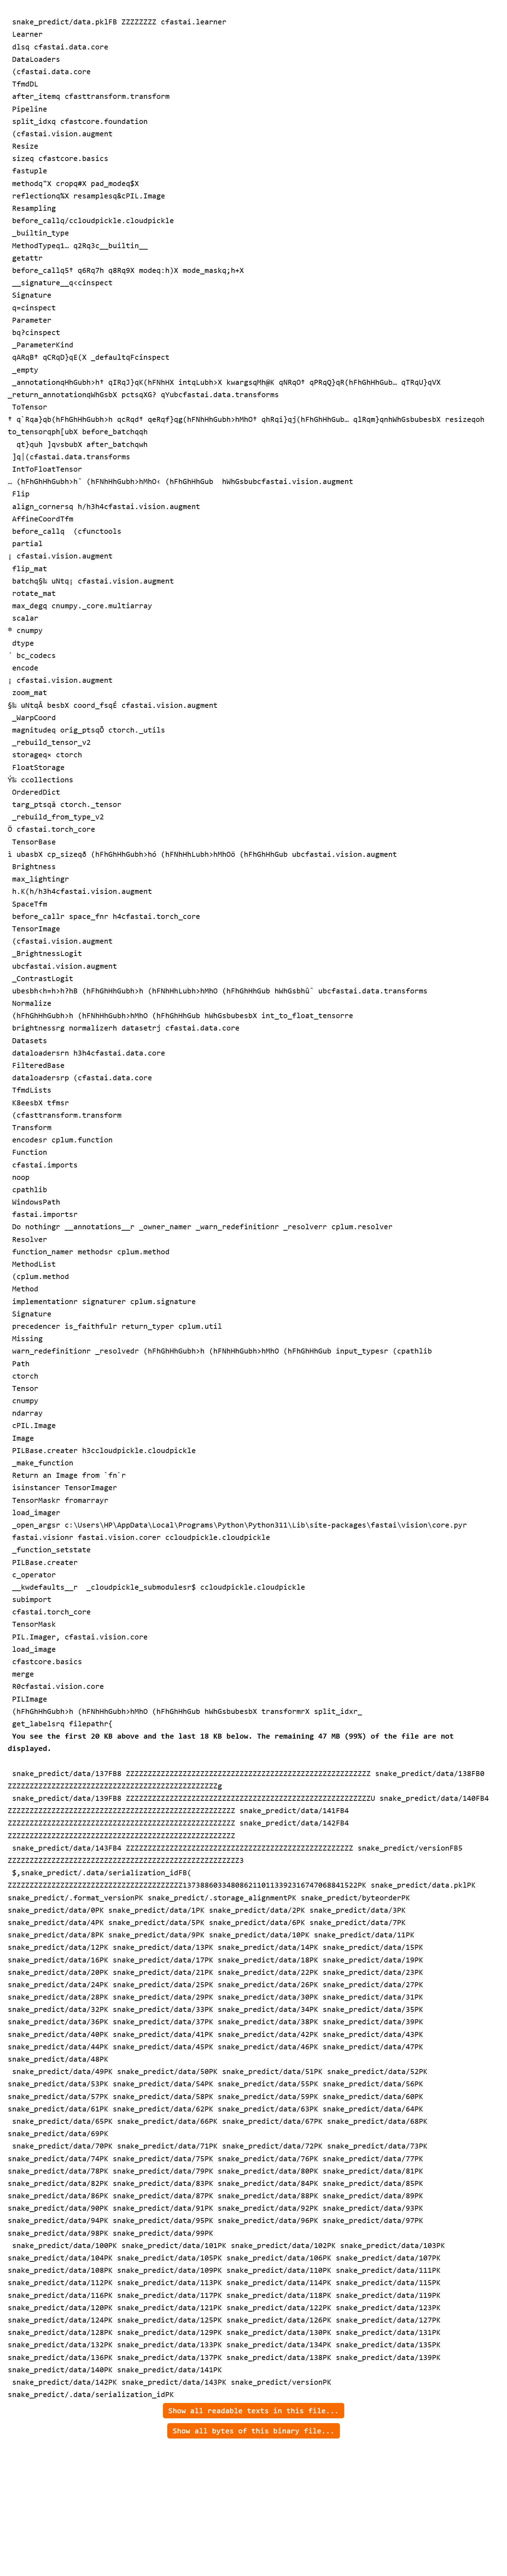 snake_predict/data.pklFB ZZZZZZZZ cfastai.learner
Learner
dlsq cfastai.data.core
DataLoaders
(cfastai.data.core
TfmdDL
after_itemq cfasttransform.transform
Pipeline
split_idxq cfastcore.foundation
(cfastai.vision.augment
Resize
sizeq cfastcore.basics
fastuple
methodq"X cropq#X pad_modeq$X
reflectionq%X resamplesq&cPIL.Image
Resampling
before_callq/ccloudpickle.cloudpickle
_builtin_type
MethodTypeq1… q2Rq3c__builtin__
getattr
before_callq5† q6Rq7h q8Rq9X modeq:h)X mode_maskq;h+X
__signature__q<cinspect
Signature
q=cinspect
Parameter
bq?cinspect
_ParameterKind
qARqB† qCRqD}qE(X _defaultqFcinspect
_empty
_annotationqHhGubh>h† qIRqJ}qK(hFNhHX intqLubh>X kwargsqMh@K qNRqO† qPRqQ}qR(hFhGhHhGub… qTRqU}qVX
_return_annotationqWhGsbX pctsqXG? qYubcfastai.data.transforms
ToTensor
† q`Rqa}qb(hFhGhHhGubh>h qcRqd† qeRqf}qg(hFNhHhGubh>hMhO† qhRqi}qj(hFhGhHhGub… qlRqm}qnhWhGsbubesbX resizeqoh
to_tensorqph[ubX before_batchqqh
qt}quh ]qvsbubX after_batchqwh
]q|(cfastai.data.transforms
IntToFloatTensor
… (hFhGhHhGubh>hˆ (hFNhHhGubh>hMhO‹ (hFhGhHhGub  hWhGsbubcfastai.vision.augment
Flip
align_cornersq h/h3h4cfastai.vision.augment
AffineCoordTfm
before_callq  (cfunctools
partial
¡ cfastai.vision.augment
flip_mat
batchq§‰ uNtq¡ cfastai.vision.augment
rotate_mat
max_degq cnumpy._core.multiarray
scalar
® cnumpy
dtype
´ bc_codecs
encode
¡ cfastai.vision.augment
zoom_mat
§‰ uNtqÂ besbX coord_fsqÉ cfastai.vision.augment
_WarpCoord
magnitudeq orig_ptsqÕ ctorch._utils
_rebuild_tensor_v2
storageq× ctorch
FloatStorage
Ý‰ ccollections
OrderedDict
targ_ptsqà ctorch._tensor
_rebuild_from_type_v2
Ö cfastai.torch_core
TensorBase
ì ubasbX cp_sizeqð (hFhGhHhGubh>hó (hFNhHhLubh>hMhOö (hFhGhHhGub ubcfastai.vision.augment
Brightness
max_lightingr
h.K(h/h3h4cfastai.vision.augment
SpaceTfm
before_callr space_fnr h4cfastai.torch_core
TensorImage
(cfastai.vision.augment
_BrightnessLogit
ubcfastai.vision.augment
_ContrastLogit
ubesbh<h=h>h?hB (hFhGhHhGubh>h (hFNhHhLubh>hMhO (hFhGhHhGub hWhGsbhûˆ ubcfastai.data.transforms
Normalize
(hFhGhHhGubh>h (hFNhHhGubh>hMhO (hFhGhHhGub hWhGsbubesbX int_to_float_tensorre
brightnessrg normalizerh datasetrj cfastai.data.core
Datasets
dataloadersrn h3h4cfastai.data.core
FilteredBase
dataloadersrp (cfastai.data.core
TfmdLists
K8eesbX tfmsr
(cfasttransform.transform
Transform
encodesr cplum.function
Function
cfastai.imports
noop
cpathlib
WindowsPath
fastai.importsr
Do nothingr __annotations__r _owner_namer _warn_redefinitionr _resolverr cplum.resolver
Resolver
function_namer methodsr cplum.method
MethodList
(cplum.method
Method
implementationr signaturer cplum.signature
Signature
precedencer is_faithfulr return_typer cplum.util
Missing
warn_redefinitionr _resolvedr (hFhGhHhGubh>h (hFNhHhGubh>hMhO (hFhGhHhGub input_typesr (cpathlib
Path
ctorch
Tensor
cnumpy
ndarray
cPIL.Image
Image
PILBase.creater h3ccloudpickle.cloudpickle
_make_function
Return an Image from `fn`r
isinstancer TensorImager
TensorMaskr fromarrayr
load_imager
_open_argsr c:\Users\HP\AppData\Local\Programs\Python\Python311\Lib\site-packages\fastai\vision\core.pyr
fastai.visionr fastai.vision.corer ccloudpickle.cloudpickle
_function_setstate
PILBase.creater
c_operator
__kwdefaults__r  _cloudpickle_submodulesr$ ccloudpickle.cloudpickle
subimport
cfastai.torch_core
TensorMask
PIL.Imager, cfastai.vision.core
load_image
cfastcore.basics
merge
R0cfastai.vision.core
PILImage
(hFhGhHhGubh>h (hFNhHhGubh>hMhO (hFhGhHhGub hWhGsbubesbX transformrX split_idxr_
get_labelsrq filepathr{
You see the first 20 KB above and the last 18 KB below. The remaining 47 MB (99%) of the file are not
displayed.
snake_predict/data/137FB8 ZZZZZZZZZZZZZZZZZZZZZZZZZZZZZZZZZZZZZZZZZZZZZZZZZZZZZZZZ snake_predict/data/138FB0
ZZZZZZZZZZZZZZZZZZZZZZZZZZZZZZZZZZZZZZZZZZZZZZZZg
snake_predict/data/139FB8 ZZZZZZZZZZZZZZZZZZZZZZZZZZZZZZZZZZZZZZZZZZZZZZZZZZZZZZZZU snake_predict/data/140FB4
ZZZZZZZZZZZZZZZZZZZZZZZZZZZZZZZZZZZZZZZZZZZZZZZZZZZZ snake_predict/data/141FB4
ZZZZZZZZZZZZZZZZZZZZZZZZZZZZZZZZZZZZZZZZZZZZZZZZZZZZ snake_predict/data/142FB4
ZZZZZZZZZZZZZZZZZZZZZZZZZZZZZZZZZZZZZZZZZZZZZZZZZZZZ
snake_predict/data/143FB4 ZZZZZZZZZZZZZZZZZZZZZZZZZZZZZZZZZZZZZZZZZZZZZZZZZZZZ snake_predict/versionFB5
ZZZZZZZZZZZZZZZZZZZZZZZZZZZZZZZZZZZZZZZZZZZZZZZZZZZZZ3
$,snake_predict/.data/serialization_idFB(
ZZZZZZZZZZZZZZZZZZZZZZZZZZZZZZZZZZZZZZZZ1373886033480862110113392316747068841522PK snake_predict/data.pklPK
snake_predict/.format_versionPK snake_predict/.storage_alignmentPK snake_predict/byteorderPK
snake_predict/data/0PK snake_predict/data/1PK snake_predict/data/2PK snake_predict/data/3PK
snake_predict/data/4PK snake_predict/data/5PK snake_predict/data/6PK snake_predict/data/7PK
snake_predict/data/8PK snake_predict/data/9PK snake_predict/data/10PK snake_predict/data/11PK
snake_predict/data/12PK snake_predict/data/13PK snake_predict/data/14PK snake_predict/data/15PK
snake_predict/data/16PK snake_predict/data/17PK snake_predict/data/18PK snake_predict/data/19PK
snake_predict/data/20PK snake_predict/data/21PK snake_predict/data/22PK snake_predict/data/23PK
snake_predict/data/24PK snake_predict/data/25PK snake_predict/data/26PK snake_predict/data/27PK
snake_predict/data/28PK snake_predict/data/29PK snake_predict/data/30PK snake_predict/data/31PK
snake_predict/data/32PK snake_predict/data/33PK snake_predict/data/34PK snake_predict/data/35PK
snake_predict/data/36PK snake_predict/data/37PK snake_predict/data/38PK snake_predict/data/39PK
snake_predict/data/40PK snake_predict/data/41PK snake_predict/data/42PK snake_predict/data/43PK
snake_predict/data/44PK snake_predict/data/45PK snake_predict/data/46PK snake_predict/data/47PK
snake_predict/data/48PK
snake_predict/data/49PK snake_predict/data/50PK snake_predict/data/51PK snake_predict/data/52PK
snake_predict/data/53PK snake_predict/data/54PK snake_predict/data/55PK snake_predict/data/56PK
snake_predict/data/57PK snake_predict/data/58PK snake_predict/data/59PK snake_predict/data/60PK
snake_predict/data/61PK snake_predict/data/62PK snake_predict/data/63PK snake_predict/data/64PK
snake_predict/data/65PK snake_predict/data/66PK snake_predict/data/67PK snake_predict/data/68PK
snake_predict/data/69PK
snake_predict/data/70PK snake_predict/data/71PK snake_predict/data/72PK snake_predict/data/73PK
snake_predict/data/74PK snake_predict/data/75PK snake_predict/data/76PK snake_predict/data/77PK
snake_predict/data/78PK snake_predict/data/79PK snake_predict/data/80PK snake_predict/data/81PK
snake_predict/data/82PK snake_predict/data/83PK snake_predict/data/84PK snake_predict/data/85PK
snake_predict/data/86PK snake_predict/data/87PK snake_predict/data/88PK snake_predict/data/89PK
snake_predict/data/90PK snake_predict/data/91PK snake_predict/data/92PK snake_predict/data/93PK
snake_predict/data/94PK snake_predict/data/95PK snake_predict/data/96PK snake_predict/data/97PK
snake_predict/data/98PK snake_predict/data/99PK
snake_predict/data/100PK snake_predict/data/101PK snake_predict/data/102PK snake_predict/data/103PK
snake_predict/data/104PK snake_predict/data/105PK snake_predict/data/106PK snake_predict/data/107PK
snake_predict/data/108PK snake_predict/data/109PK snake_predict/data/110PK snake_predict/data/111PK
snake_predict/data/112PK snake_predict/data/113PK snake_predict/data/114PK snake_predict/data/115PK
snake_predict/data/116PK snake_predict/data/117PK snake_predict/data/118PK snake_predict/data/119PK
snake_predict/data/120PK snake_predict/data/121PK snake_predict/data/122PK snake_predict/data/123PK
snake_predict/data/124PK snake_predict/data/125PK snake_predict/data/126PK snake_predict/data/127PK
snake_predict/data/128PK snake_predict/data/129PK snake_predict/data/130PK snake_predict/data/131PK
snake_predict/data/132PK snake_predict/data/133PK snake_predict/data/134PK snake_predict/data/135PK
snake_predict/data/136PK snake_predict/data/137PK snake_predict/data/138PK snake_predict/data/139PK
snake_predict/data/140PK snake_predict/data/141PK
snake_predict/data/142PK snake_predict/data/143PK snake_predict/versionPK
snake_predict/.data/serialization_idPK
Show all readable texts in this file...
Show all bytes of this binary file...